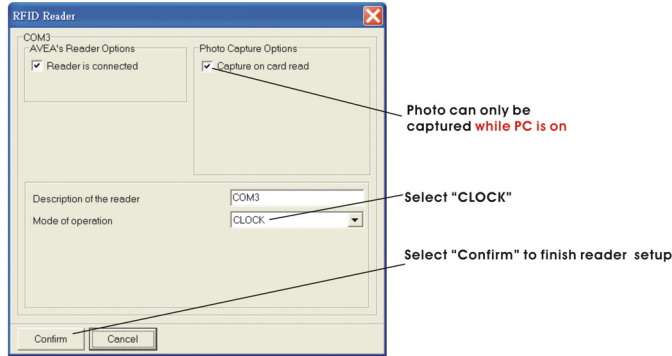 RFID Reader
COM3
AVEA's Reader Options
Reader is connected
Photo Capture Options
Capture on card read
Photo can only be
captured while PC is on
Description of the reader
COM3
Mode of operation
CLOCK
Select “CLOCK”
Select “Confirm” to finish reader setup
Confirm
Cancel